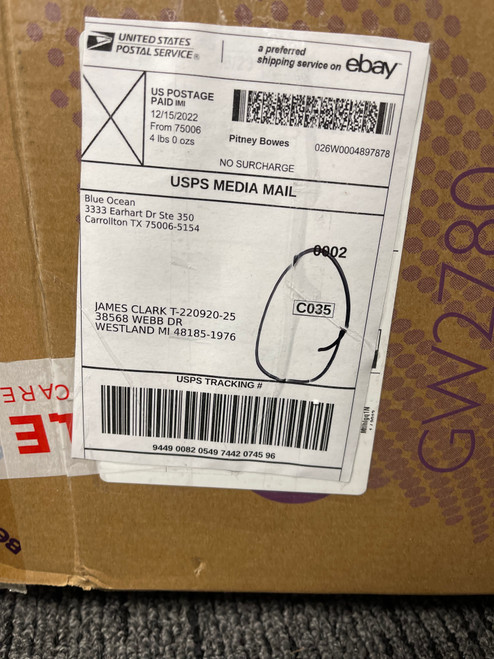 UNITED STATES
POSTAL SERVICE®
a preferred
shipping service on ebay™
US POSTAGE
PAID IMI
12/15/2022
From 75006
4 lbs 0 ozs
Pitney Bowes
026W0004897878
NO SURCHARGE
USPS MEDIA MAIL
Blue Ocean
3333 Earhart Dr Ste 350
Carrollton TX 75006-5154
0002
C035
JAMES CLARK T-220920-25
38568 WEBB DR
WESTLAND MI 48185-1976
USPS TRACKING #
9449 0082 0549 7442 0745 96
GW2780
CARE
LE